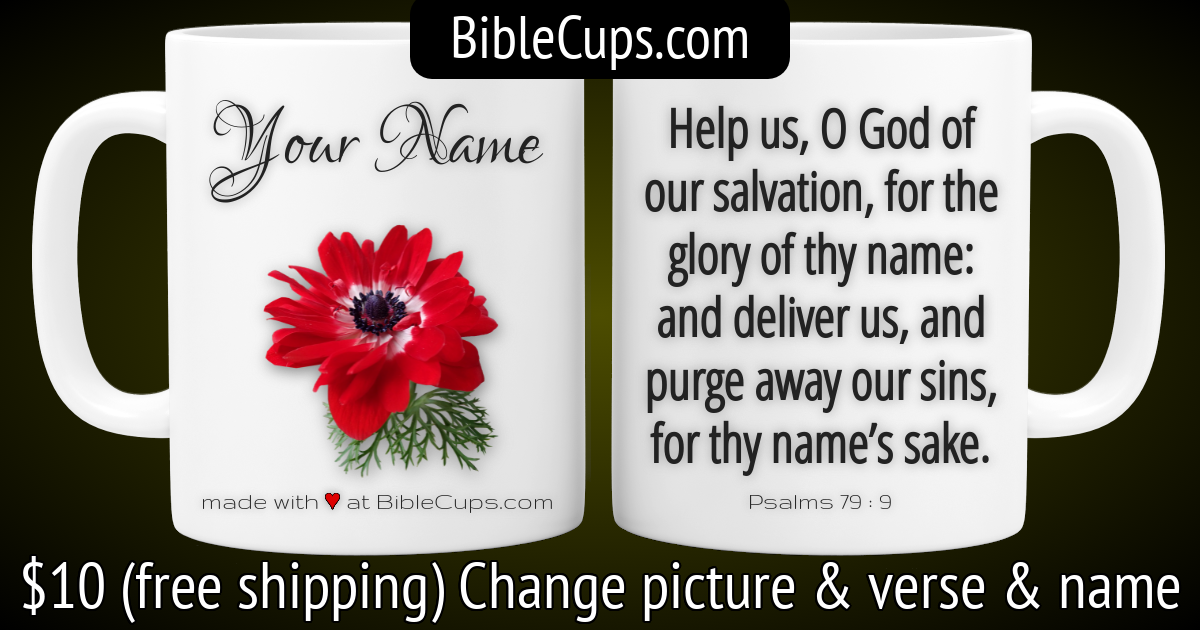 BibleCups.com
Your Name
made with ♥ at BibleCups.com
Help us, O God of
our salvation, for the
glory of thy name:
and deliver us, and
purge away our sins,
for thy name’s sake.
Psalms 79 : 9
$10 (free shipping) Change picture & verse & name